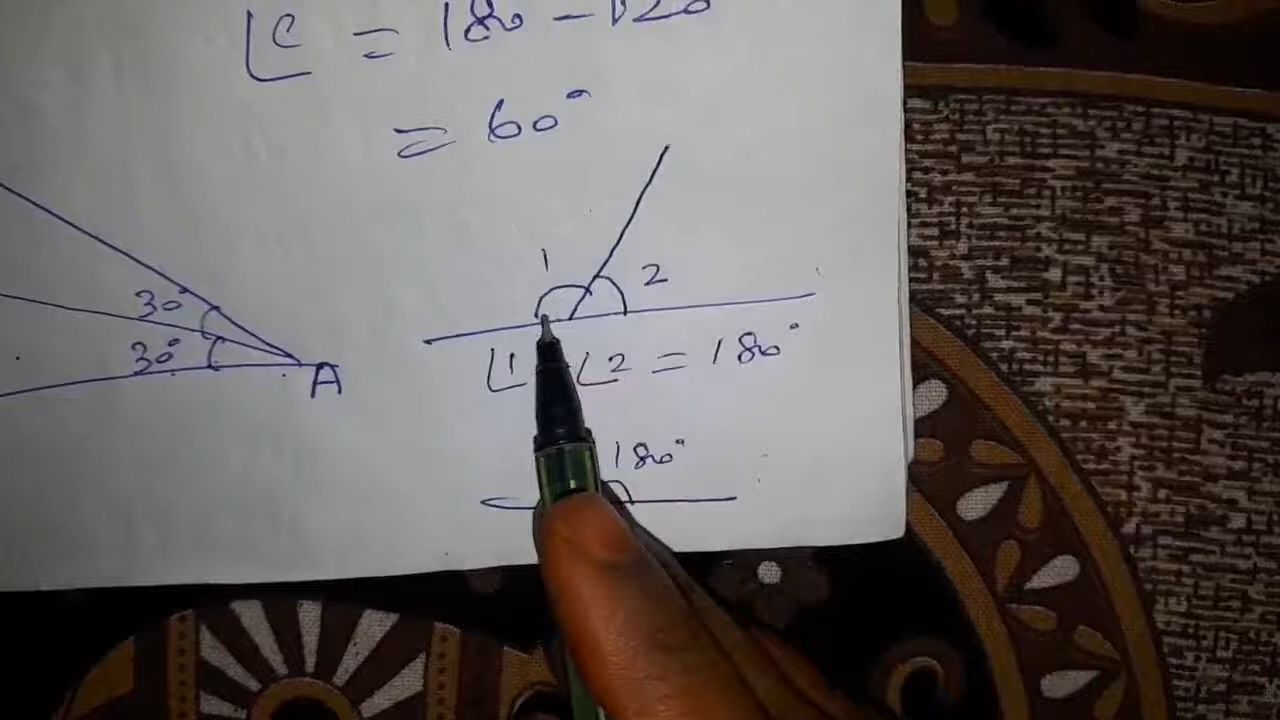 ∠C = 180 - 120
= 60°
1
2
30°
30°
A
∠1 ∠2 = 180°
180°